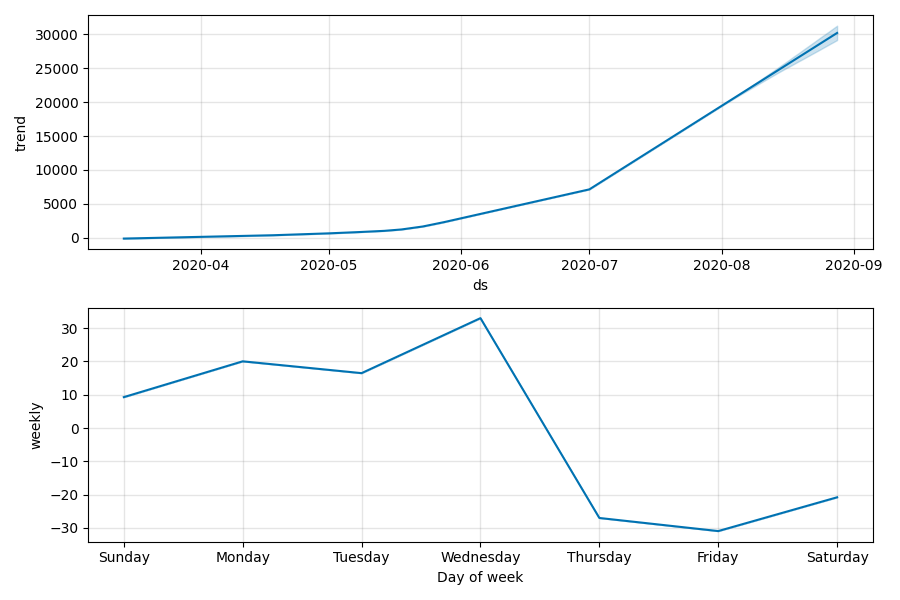 30000
25000
20000
15000
10000
5000
0
trend
2020-04 2020-05 2020-06 2020-07 2020-08 2020-09
ds
30
20
10
0
−10
−20
−30
weekly
Sunday Monday Tuesday Wednesday Thursday Friday Saturday
Day of week